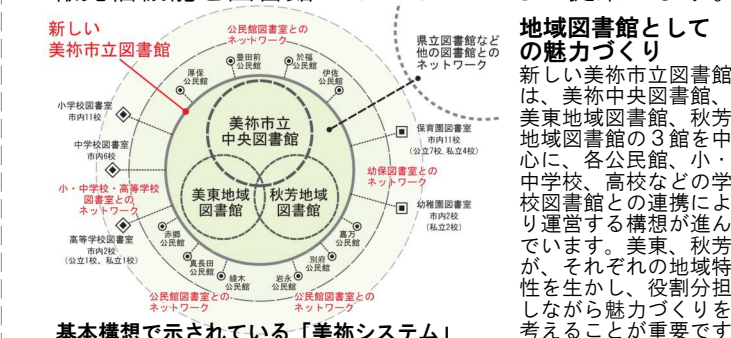 新しい
美祢市立図書館
公民館図書室との
ネットワーク
県立図書館など
他の図書館との
ネットワーク
厚保
公民館
豊田前
公民館
於福
公民館
伊佐
公民館
小学校図書室
市内11校
中学校図書室
市内6校
小・中学校・高等学校
図書室との
ネットワーク
高等学校図書室
市内2校
(公立1校、私立1校)
美祢市立
中央図書館
美東地域
図書館
秋芳地域
図書館
保育園図書室
市内11校
(公立7校、私立4校)
幼保図書室との
ネットワーク
幼稚園図書室
市内2校
(私立2校)
赤郷
公民館
真長田
公民館
綾木
公民館
岩永
公民館
別府
公民館
嘉万
公民館
公民館図書室との
ネットワーク
公民館図書室との
ネットワーク
基本構想で示されている「美祢システム」
地域図書館として
の魅力づくり
新しい美祢市立図書館
は、美祢中央図書館、
美東地域図書館、秋芳
地域図書館の3館を中
心に、各公民館、小・
中学校、高校などの学
校図書館との連携によ
り運営する構想が進ん
でいます。美東、秋芳
が、それぞれの地域特
性を生かし、役割分担
しながら魅力づくりを
考えることが重要です